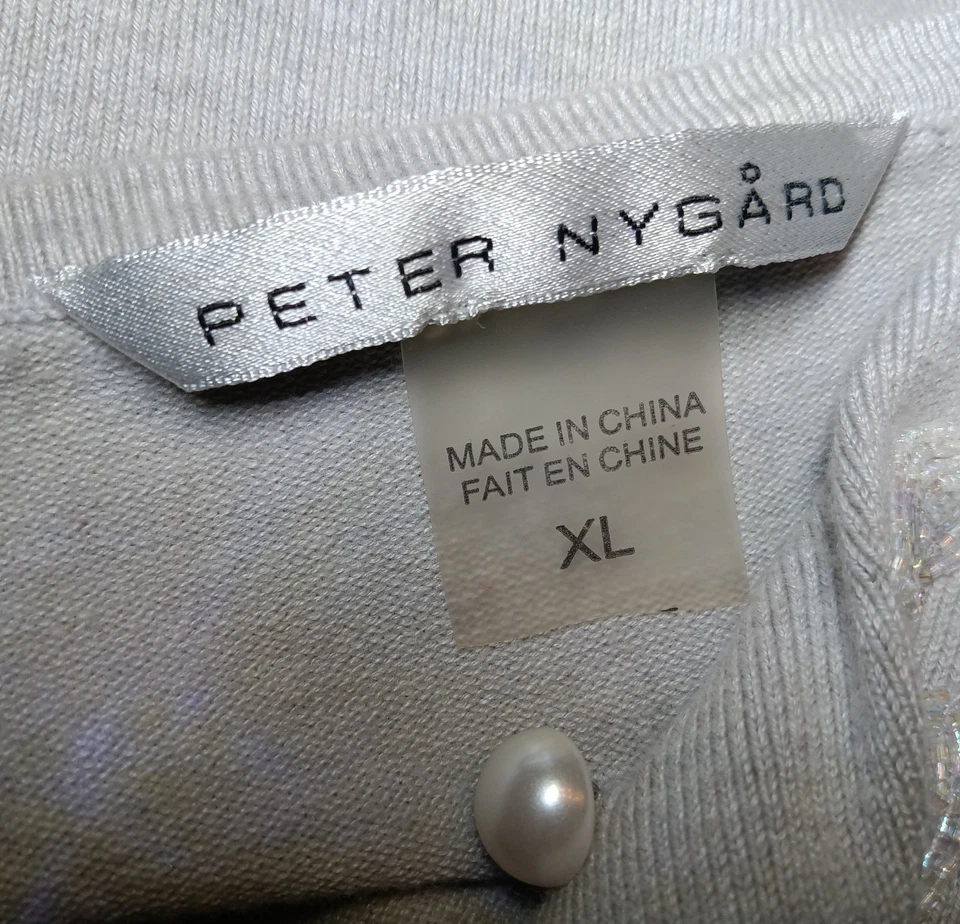 PETER NYGÅRD
MADE IN CHINA
FAIT EN CHINE
XL